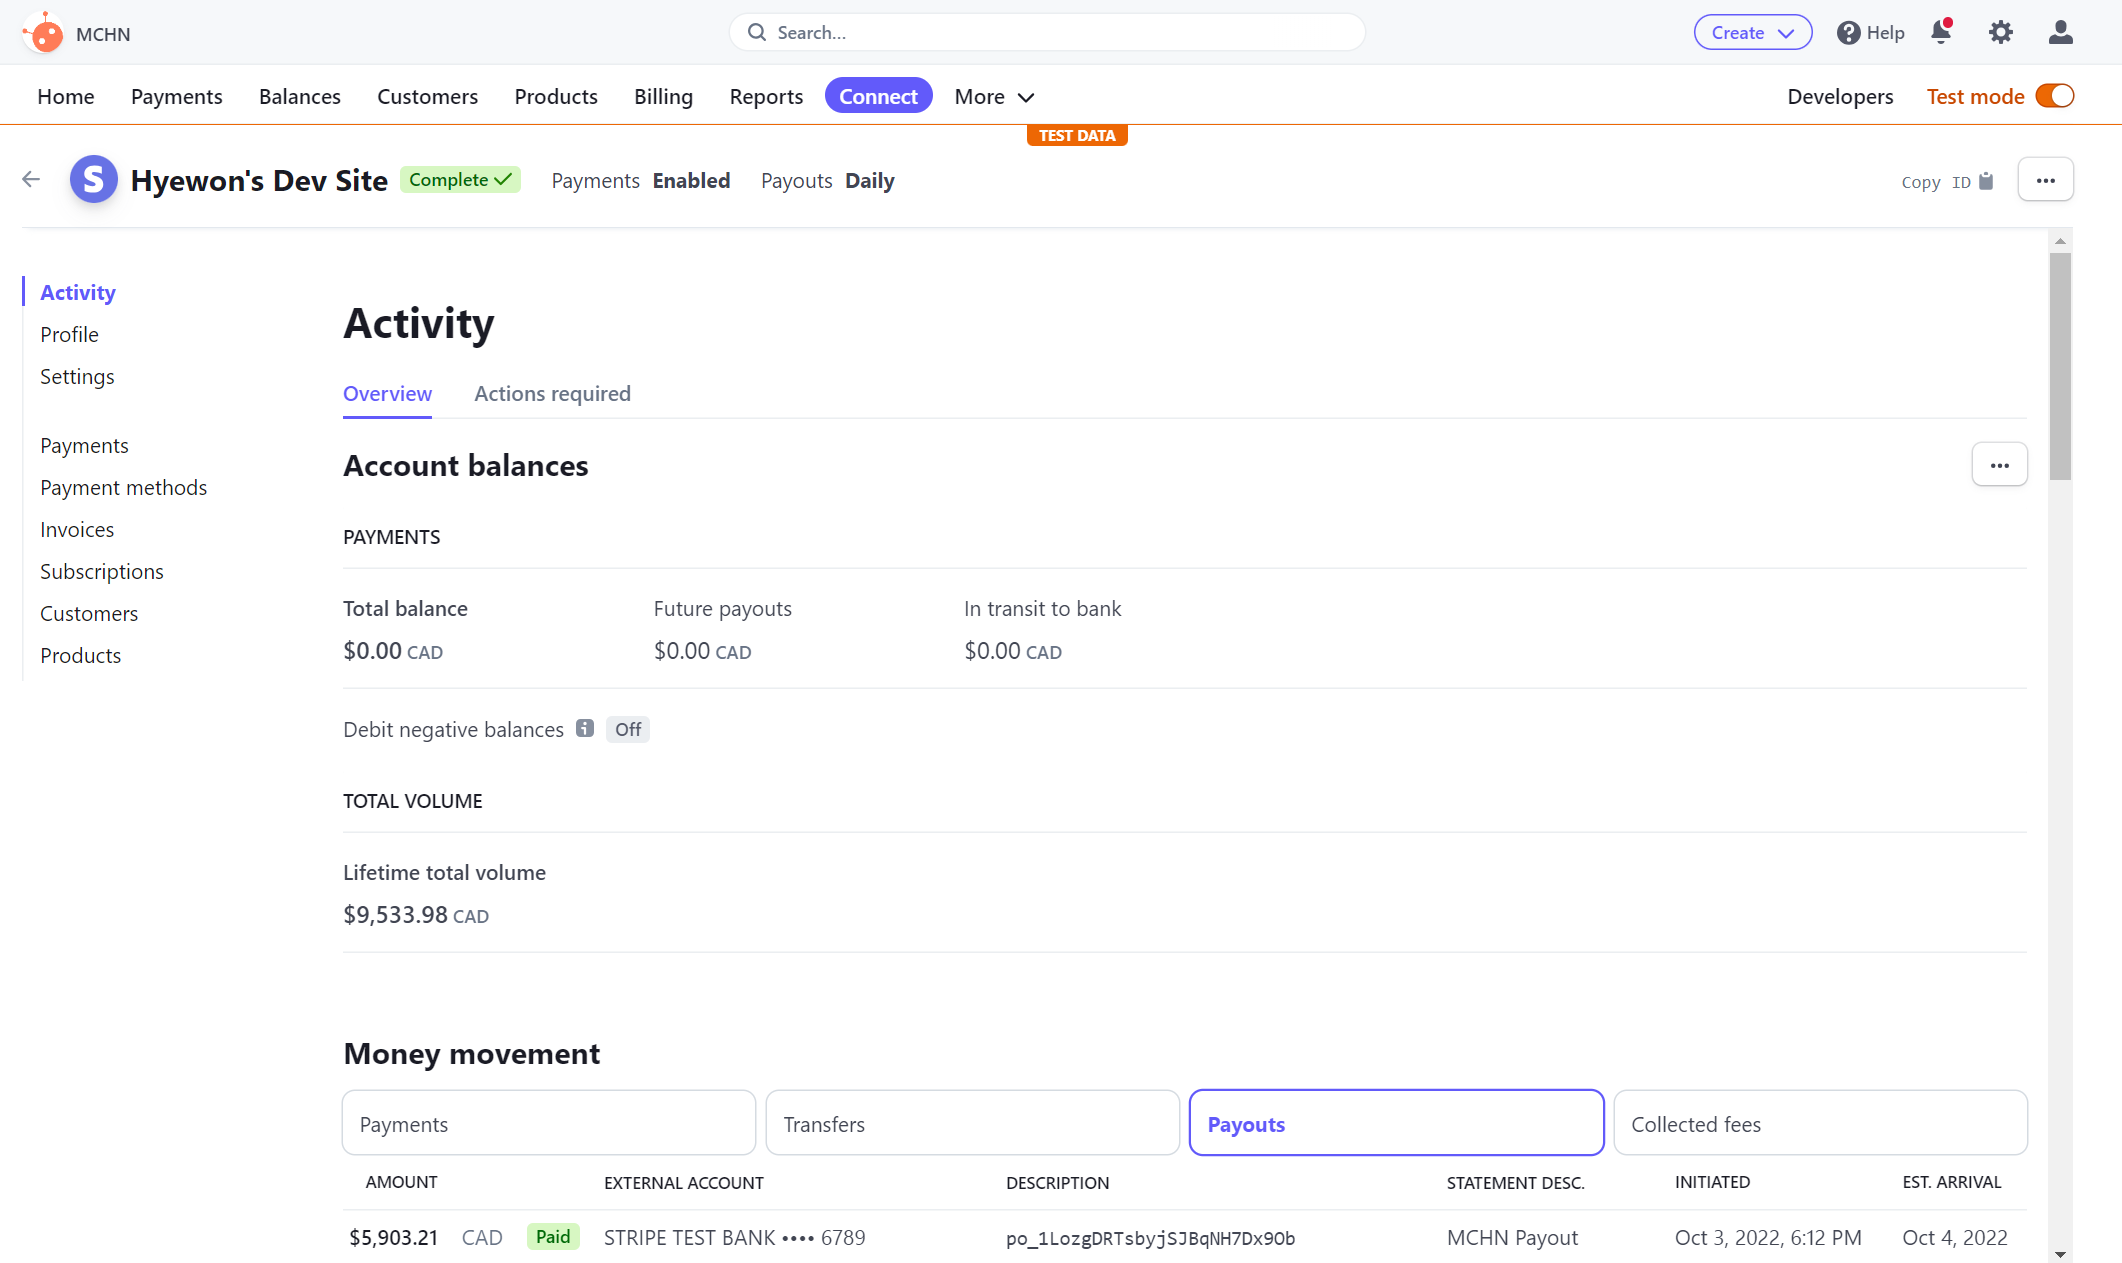 MCHN
Search...
Create
Help
Home Payments Balances Customers Products Billing Reports Connect More
Developers Test mode
TEST DATA
S
Hyewon's Dev Site Complete Payments Enabled Payouts Daily
Copy ID
Activity
Profile
Settings
Payments
Payment methods
Invoices
Subscriptions
Customers
Products
Activity
Overview Actions required
Account balances
PAYMENTS
Total balance Future payouts In transit to bank
$0.00 CAD $0.00 CAD $0.00 CAD
Debit negative balances Off
TOTAL VOLUME
Lifetime total volume
$9,533.98 CAD
Money movement
Payments Transfers Payouts Collected fees
AMOUNT EXTERNAL ACCOUNT DESCRIPTION STATEMENT DESC. INITIATED EST. ARRIVAL
$5,903.21 CAD Paid STRIPE TEST BANK •••• 6789 po_1LozgDRTsbyjSJBqNH7Dx9Ob MCHN Payout Oct 3, 2022, 6:12 PM Oct 4, 2022